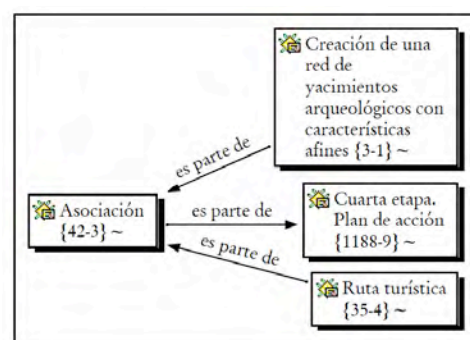 Creación de una
red de
yacimientos
arqueológicos con
características
afines {3-1} ~
es parte de
Asociación
{42-3} ~
es parte de
Cuarta etapa.
Plan de acción
{1188-9} ~
es parte de
Ruta turística
{35-4} ~